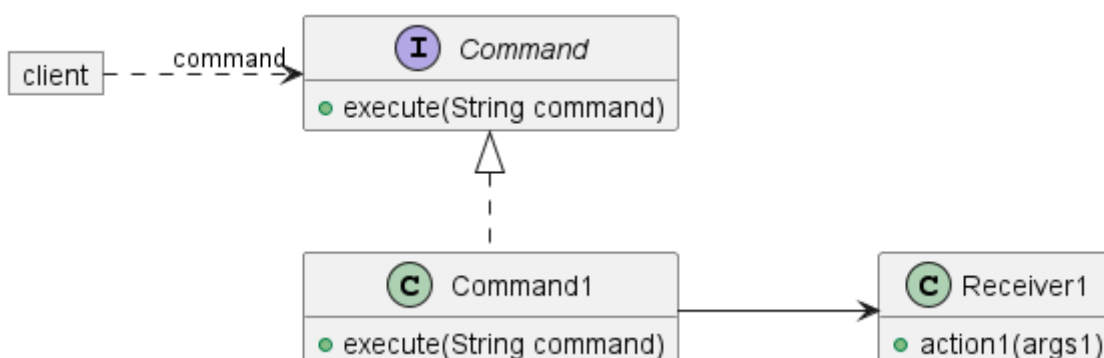 I Command
command
client
execute(String command)
C Command1
C Receiver1
execute(String command)
action1(args1)